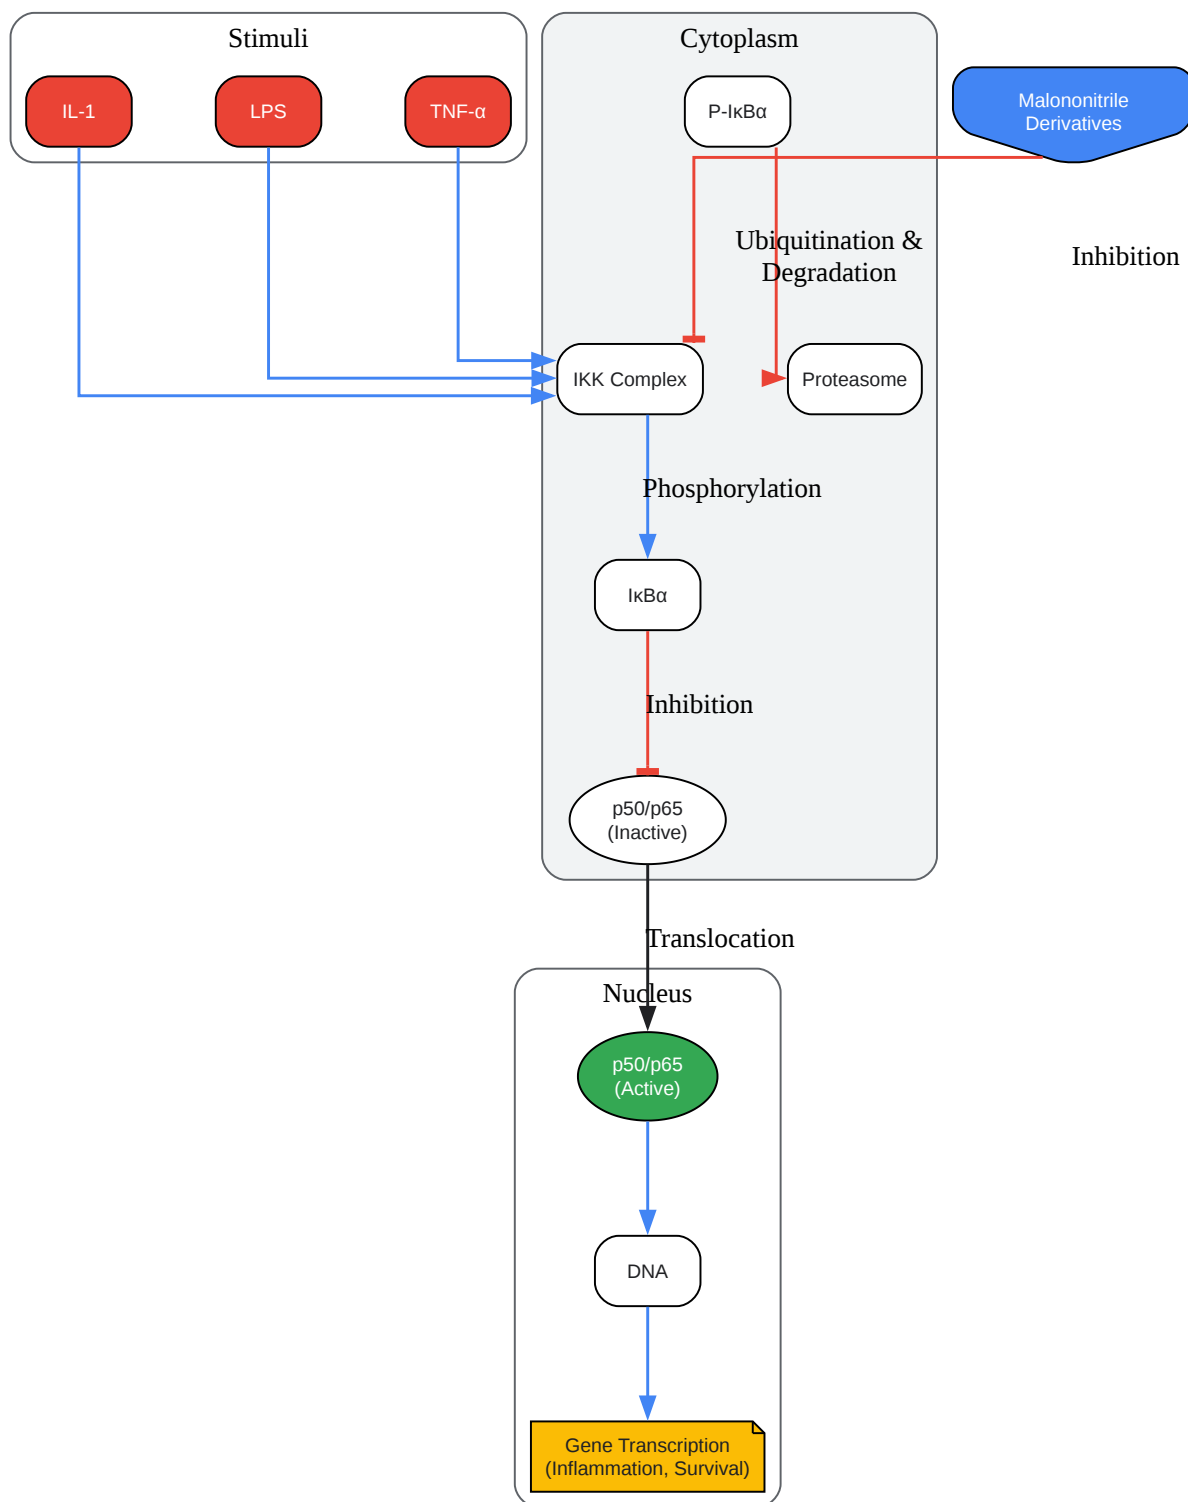 Stimuli
Cytoplasm
IL-1
LPS
TNF-α
P-IκBα
Malononitrile
Derivatives
Ubiquitination &
Degradation
Inhibition
IKK Complex
Proteasome
Phosphorylation
IκBα
Inhibition
p50/p65
(Inactive)
Translocation
Nucleus
p50/p65
(Active)
DNA
Gene Transcription
(Inflammation, Survival)